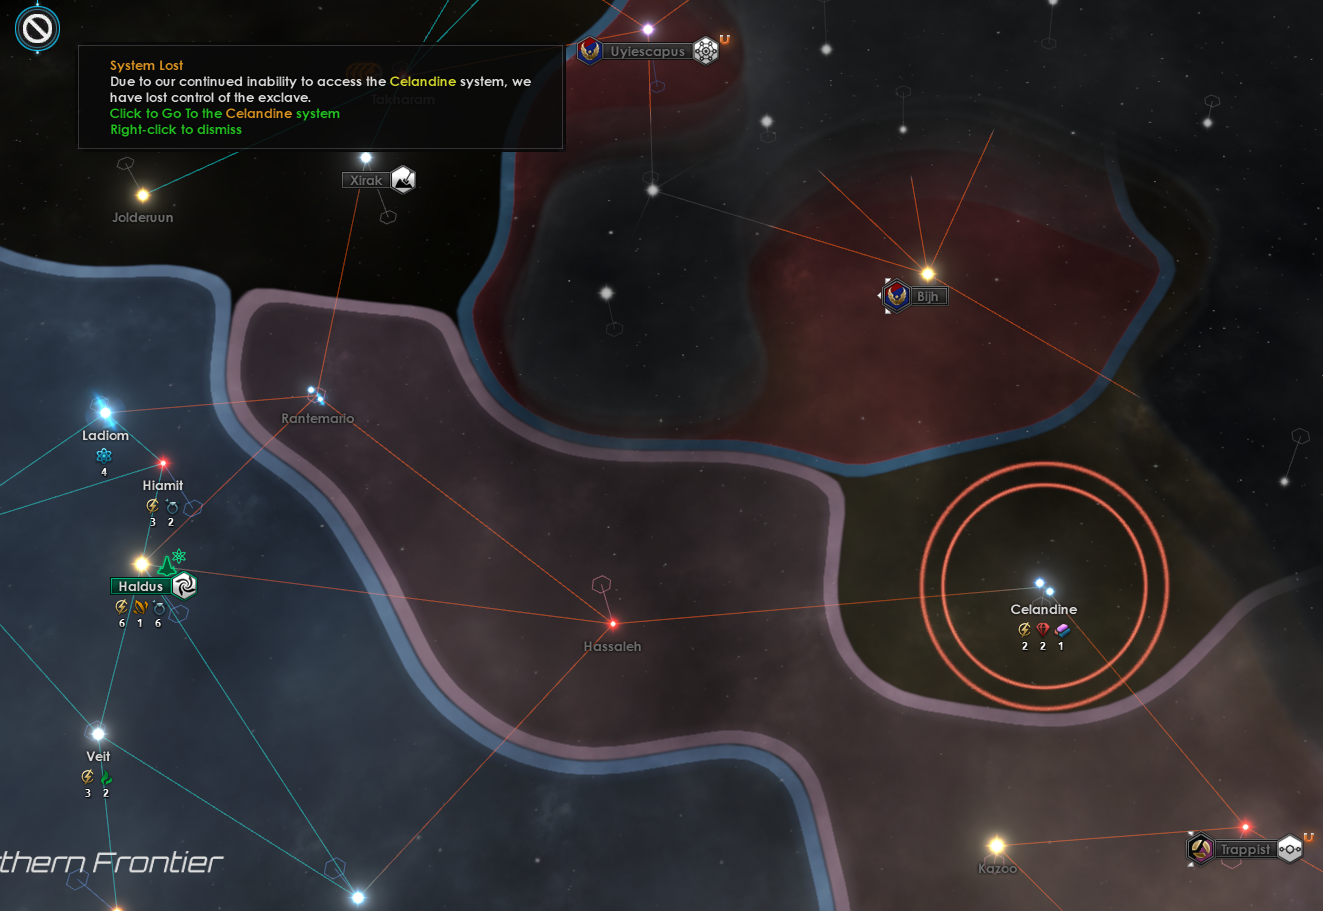 Uyiescapus
System Lost
Due to our continued inability to access the Celandine system, we
have lost control of the exclave.
Takharam
Click to Go To the Celandine system
Right-click to dismiss
Xirak
Jolderuun
Bijh
Rantemario
Ladiom
4
Hiamit
3 2
Haldus
6 1 6
Celandine
2 2 1
Hassaleh
Veit
3 2
thern Frontier
Trappist
Kazoo